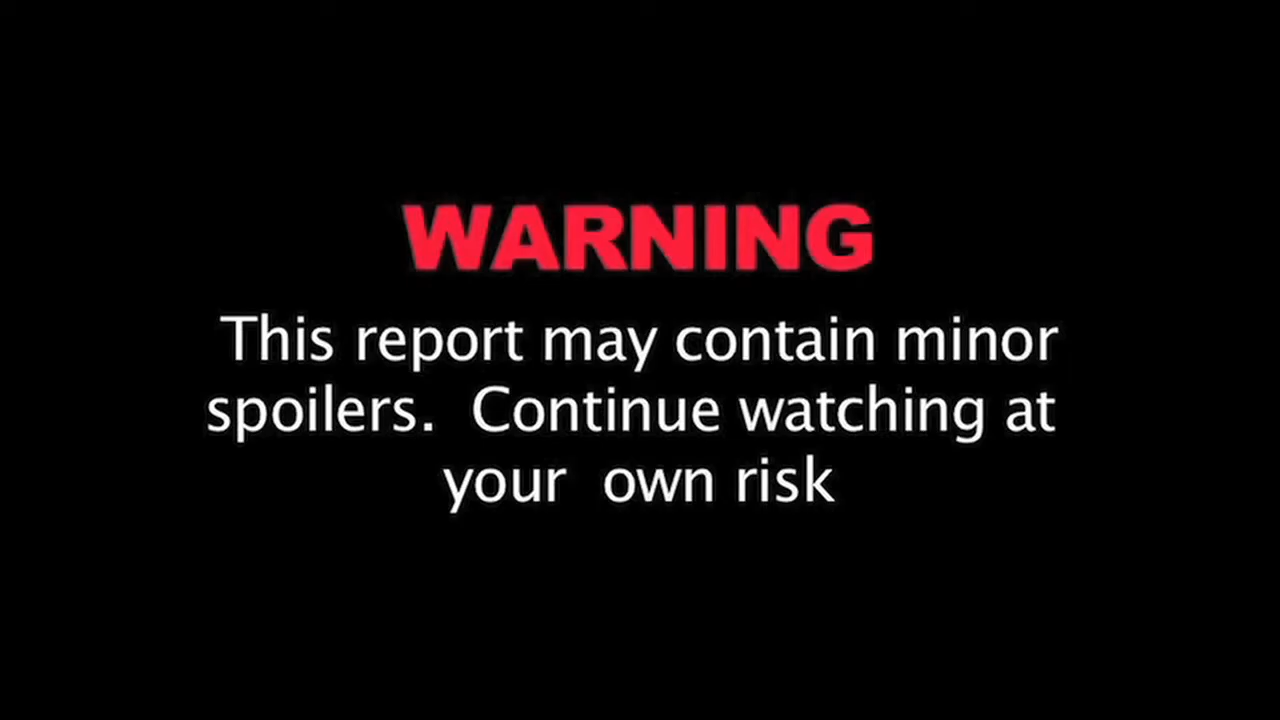 WARNING
This report may contain minor
spoilers.  Continue watching at
your  own risk